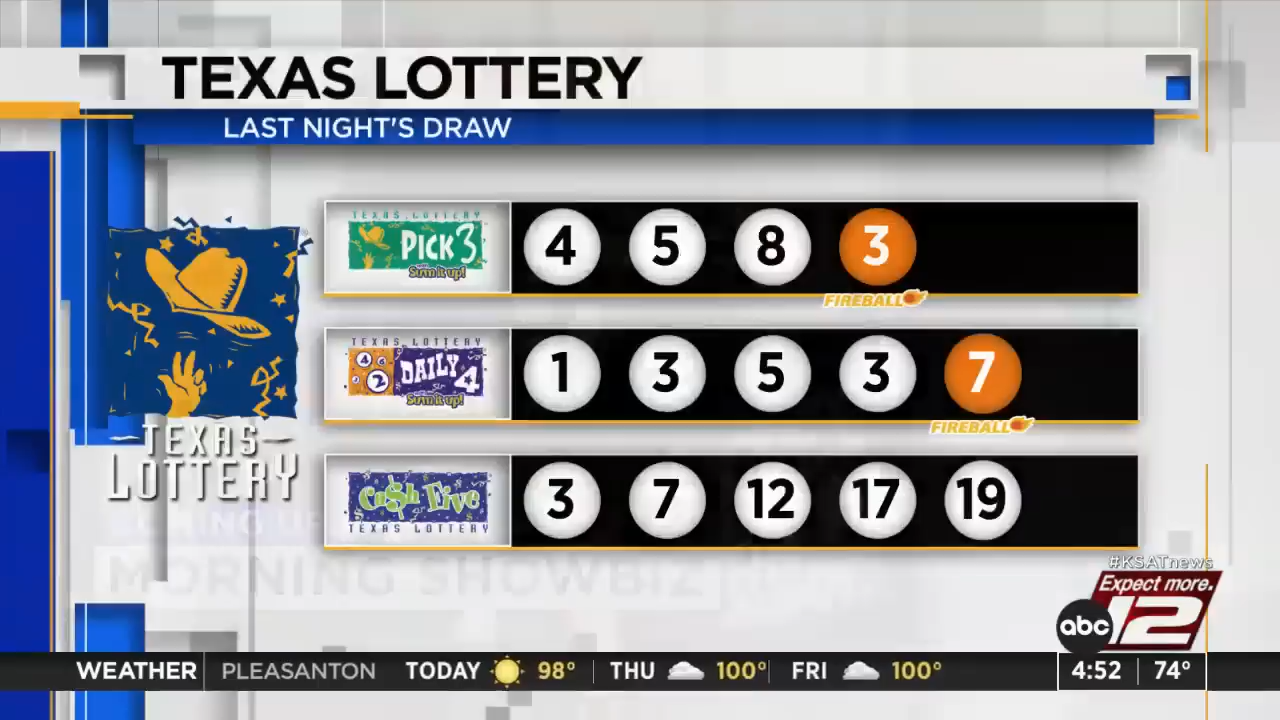 TEXAS LOTTERY
LAST NIGHT'S DRAW
TEXAS LOTTERY
PICK 3
Sum it up!
4 5 8 3
FIREBALL
TEXAS LOTTERY
4 2 DAILY 4
Sum it up!
1 3 5 3 7
FIREBALL
Ca$h Five
TEXAS LOTTERY
3 7 12 17 19
TEXAS
LOTTERY
MORNING
#KSATnews
Expect more.
abc 12
WEATHER PLEASANTON TODAY 98° THU 100° FRI 100° 4:52 74°